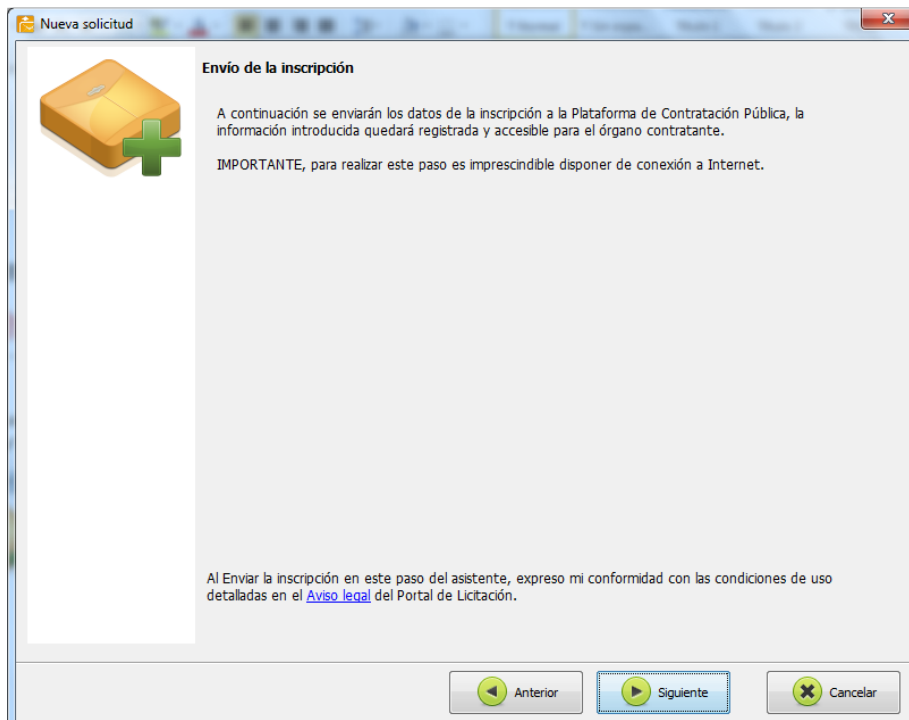 Nueva solicitud
Envío de la inscripción
A continuación se enviarán los datos de la inscripción a la Plataforma de Contratación Pública, la
información introducida quedará registrada y accesible para el órgano contratante.
IMPORTANTE, para realizar este paso es imprescindible disponer de conexión a Internet.
Al Enviar la inscripción en este paso del asistente, expreso mi conformidad con las condiciones de uso
detalladas en el Aviso legal del Portal de Licitación.
Anterior
Siguiente
Cancelar